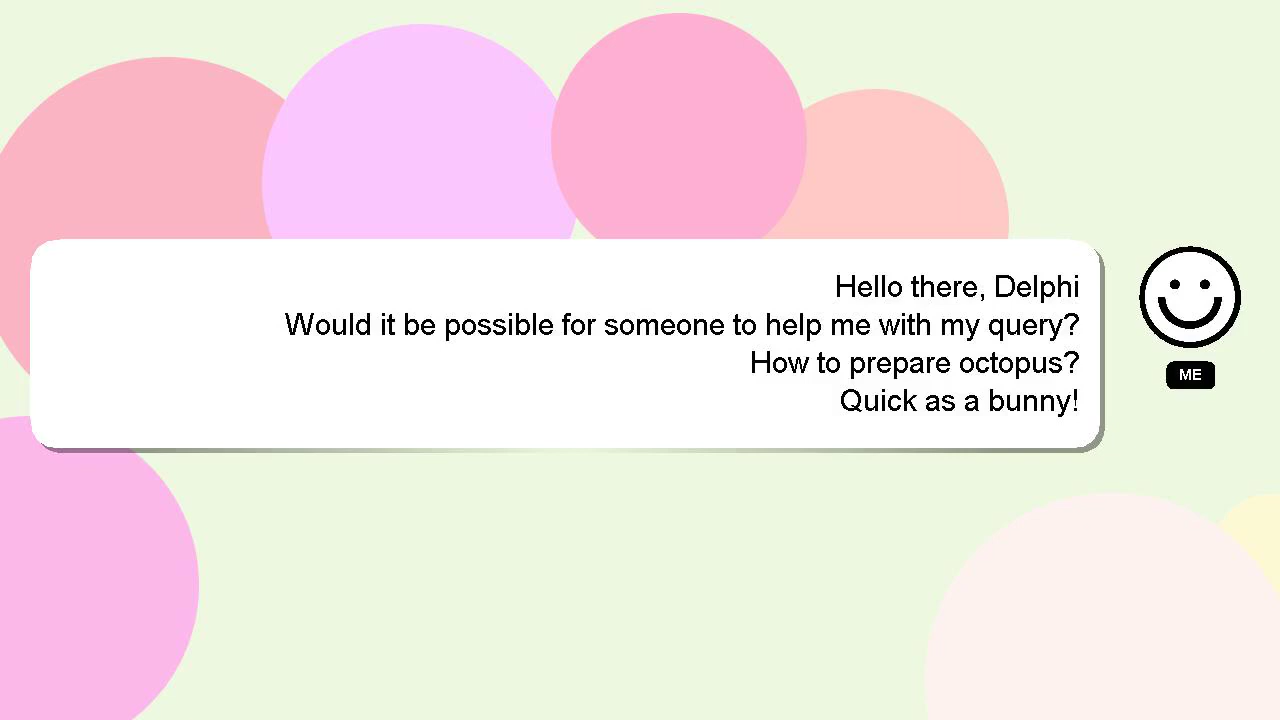 Hello there, Delphi
Would it be possible for someone to help me with my query?
How to prepare octopus?
Quick as a bunny!
ME